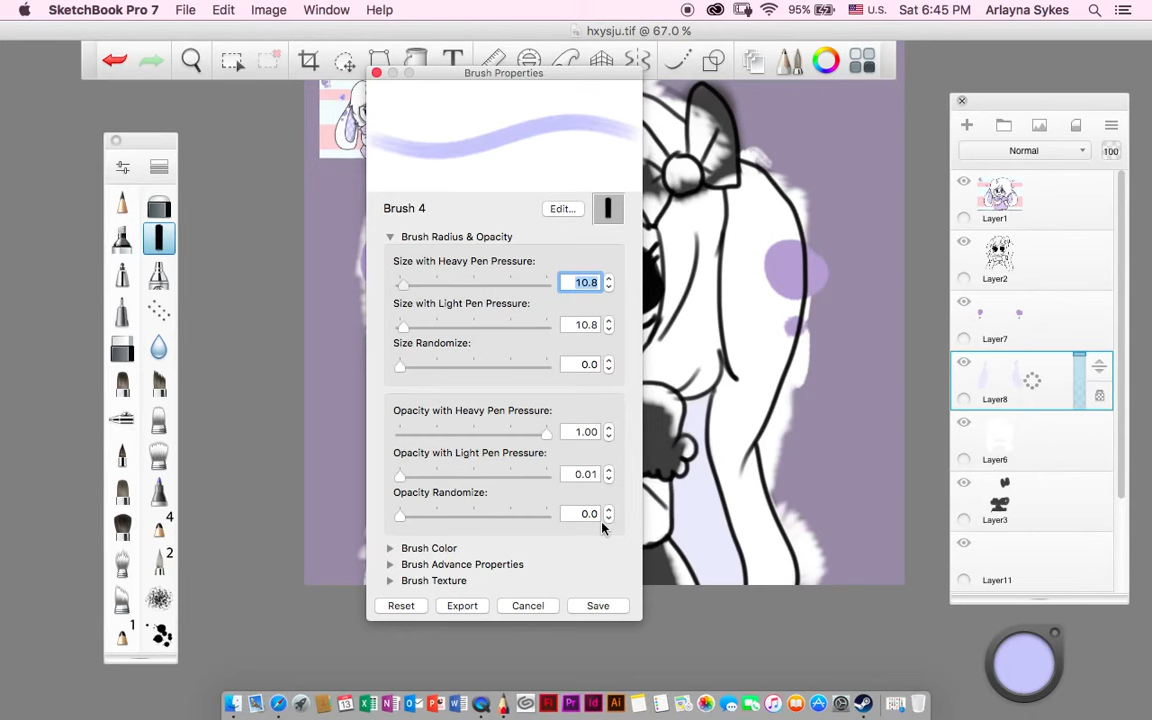 SketchBook Pro 7 File Edit Image Window Help 95% U.S. Sat 6:45 PM Arlayna Sykes
hxysju.tif @ 67.0 %
T
Brush Properties
Normal 100
Brush 4 Edit...
Layer1
Brush Radius & Opacity
Size with Heavy Pen Pressure:
10.8
Layer2
Size with Light Pen Pressure:
10.8
Size Randomize:
0.0
Layer7
Opacity with Heavy Pen Pressure:
1.00
Layer8
Opacity with Light Pen Pressure:
0.01
Layer6
Opacity Randomize:
0.0
Layer3
4
Brush Color
2
Brush Advance Properties
Brush Texture
Layer11
1
Reset Export Cancel Save